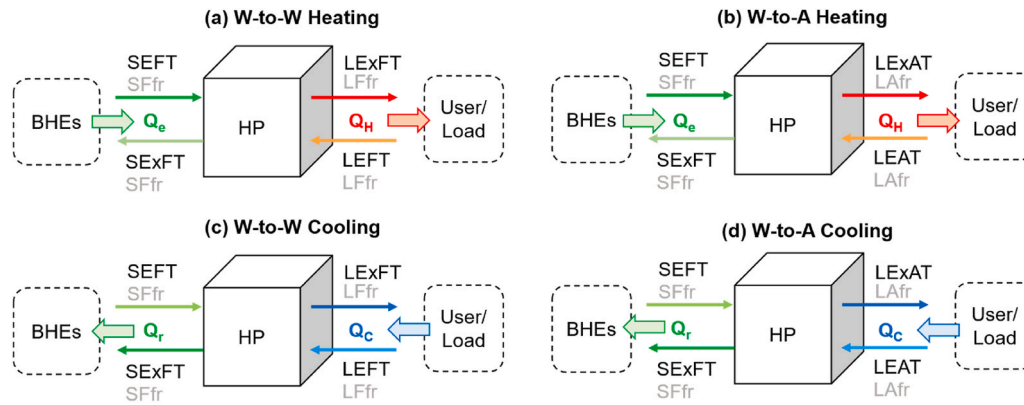 (a) W-to-W Heating
SEFT
SFfr
LExFT
LFfr
BHEs
Qe
HP
QH
User/
Load
SExFT
SFfr
LEFT
LFfr
(b) W-to-A Heating
SEFT
SFfr
LExAT
LAfr
BHEs
Qe
HP
QH
User/
Load
SExFT
SFfr
LEAT
LAfr
(c) W-to-W Cooling
SEFT
SFfr
LExFT
LFfr
BHEs
Qr
HP
QC
User/
Load
SExFT
SFfr
LEFT
LFfr
(d) W-to-A Cooling
SEFT
SFfr
LExAT
LAfr
BHEs
Qr
HP
QC
User/
Load
SExFT
SFfr
LEAT
LAfr